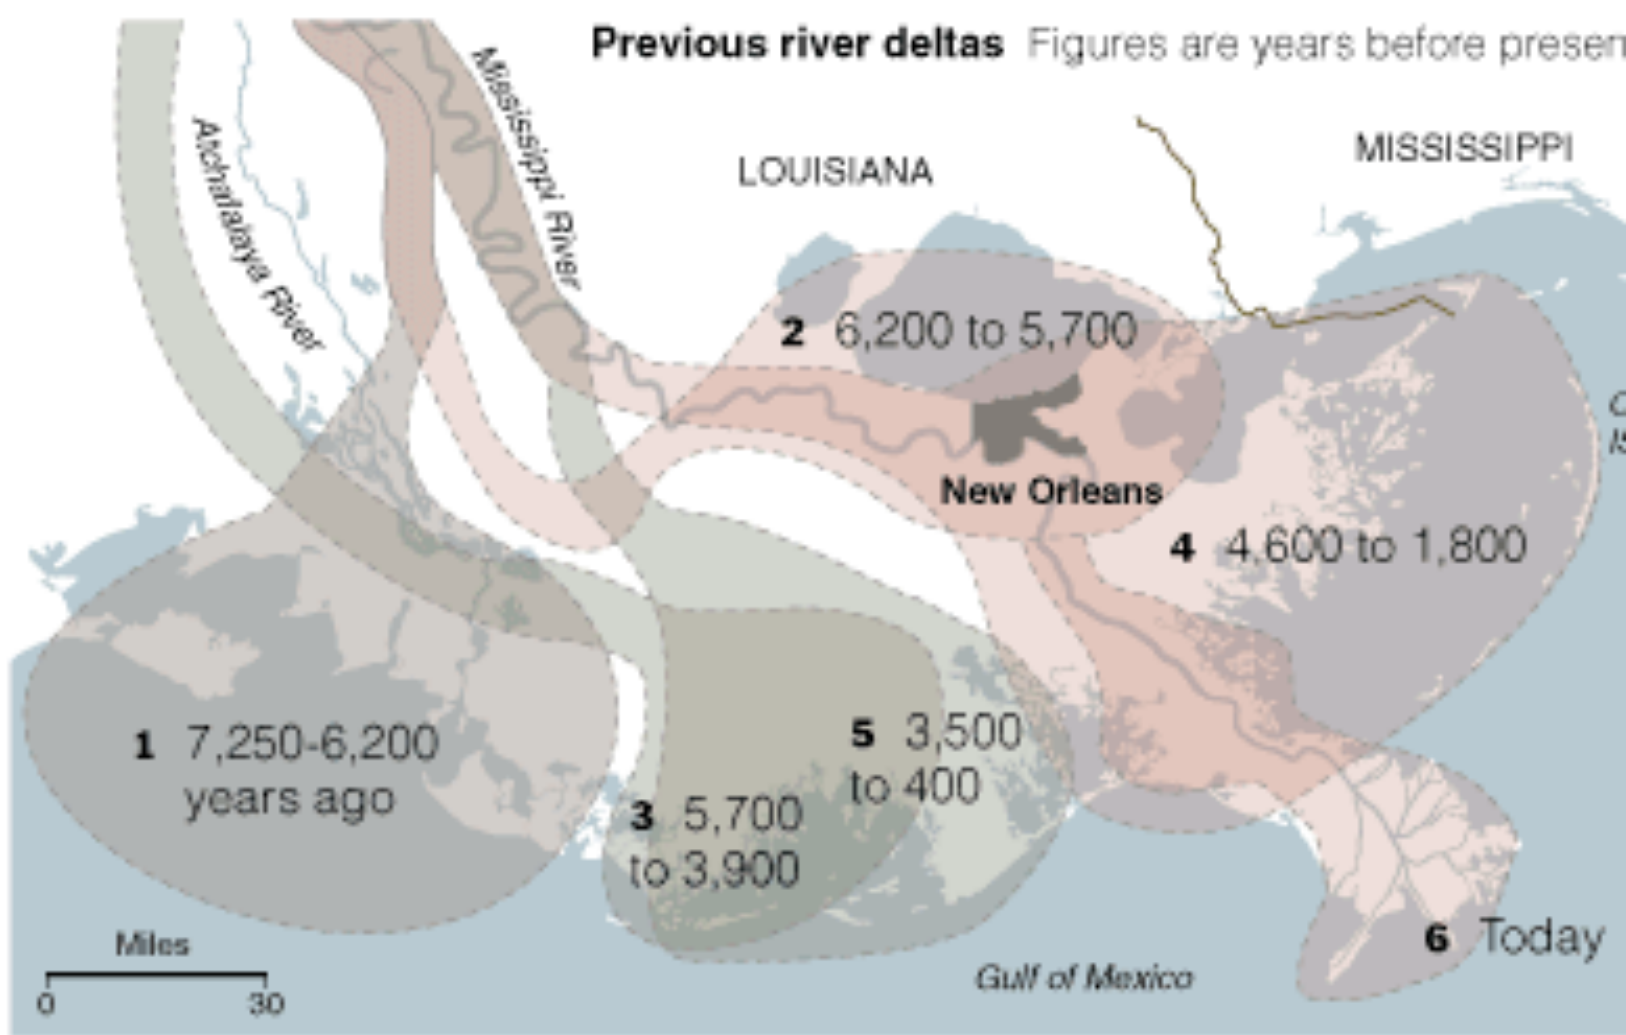 Previous river deltas Figures are years before presen
Mississippi River
Atchafalaya River
LOUISIANA
MISSISSIPPI
2 6,200 to 5,700
New Orleans
4 4,600 to 1,800
1 7,250-6,200
years ago
5 3,500
to 400
3 5,700
to 3,900
Miles
0 30
Gulf of Mexico
6 Today